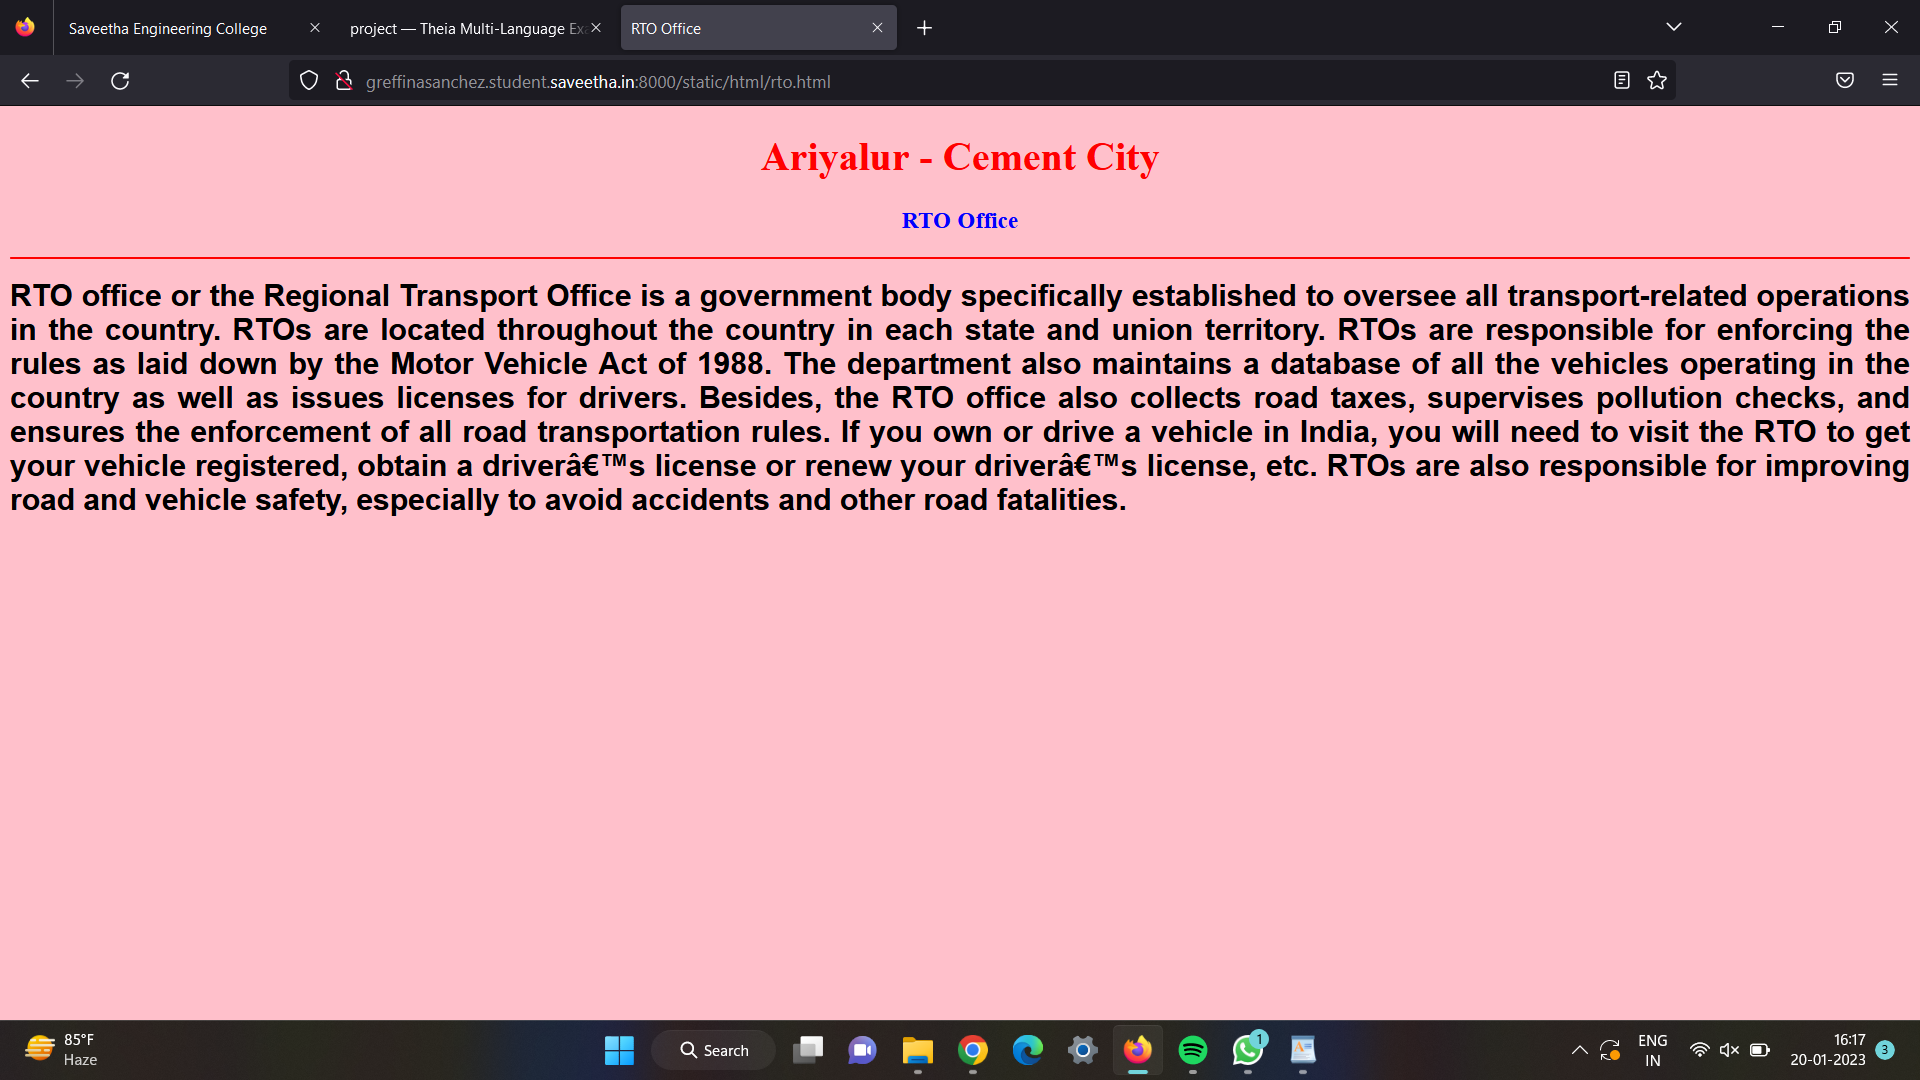 Saveetha Engineering College
project — Theia Multi-Language Ex
RTO Office
greffinasanchez.student.saveetha.in:8000/static/html/rto.html
Ariyalur - Cement City
RTO Office
RTO office or the Regional Transport Office is a government body specifically established to oversee all transport-related operations
in the country. RTOs are located throughout the country in each state and union territory. RTOs are responsible for enforcing the
rules as laid down by the Motor Vehicle Act of 1988. The department also maintains a database of all the vehicles operating in the
country as well as issues licenses for drivers. Besides, the RTO office also collects road taxes, supervises pollution checks, and
ensures the enforcement of all road transportation rules. If you own or drive a vehicle in India, you will need to visit the RTO to get
your vehicle registered, obtain a driverâ€™s license or renew your driverâ€™s license, etc. RTOs are also responsible for improving
road and vehicle safety, especially to avoid accidents and other road fatalities.
85°F
Haze
Search
1
ENG
IN
16:17
20-01-2023
3